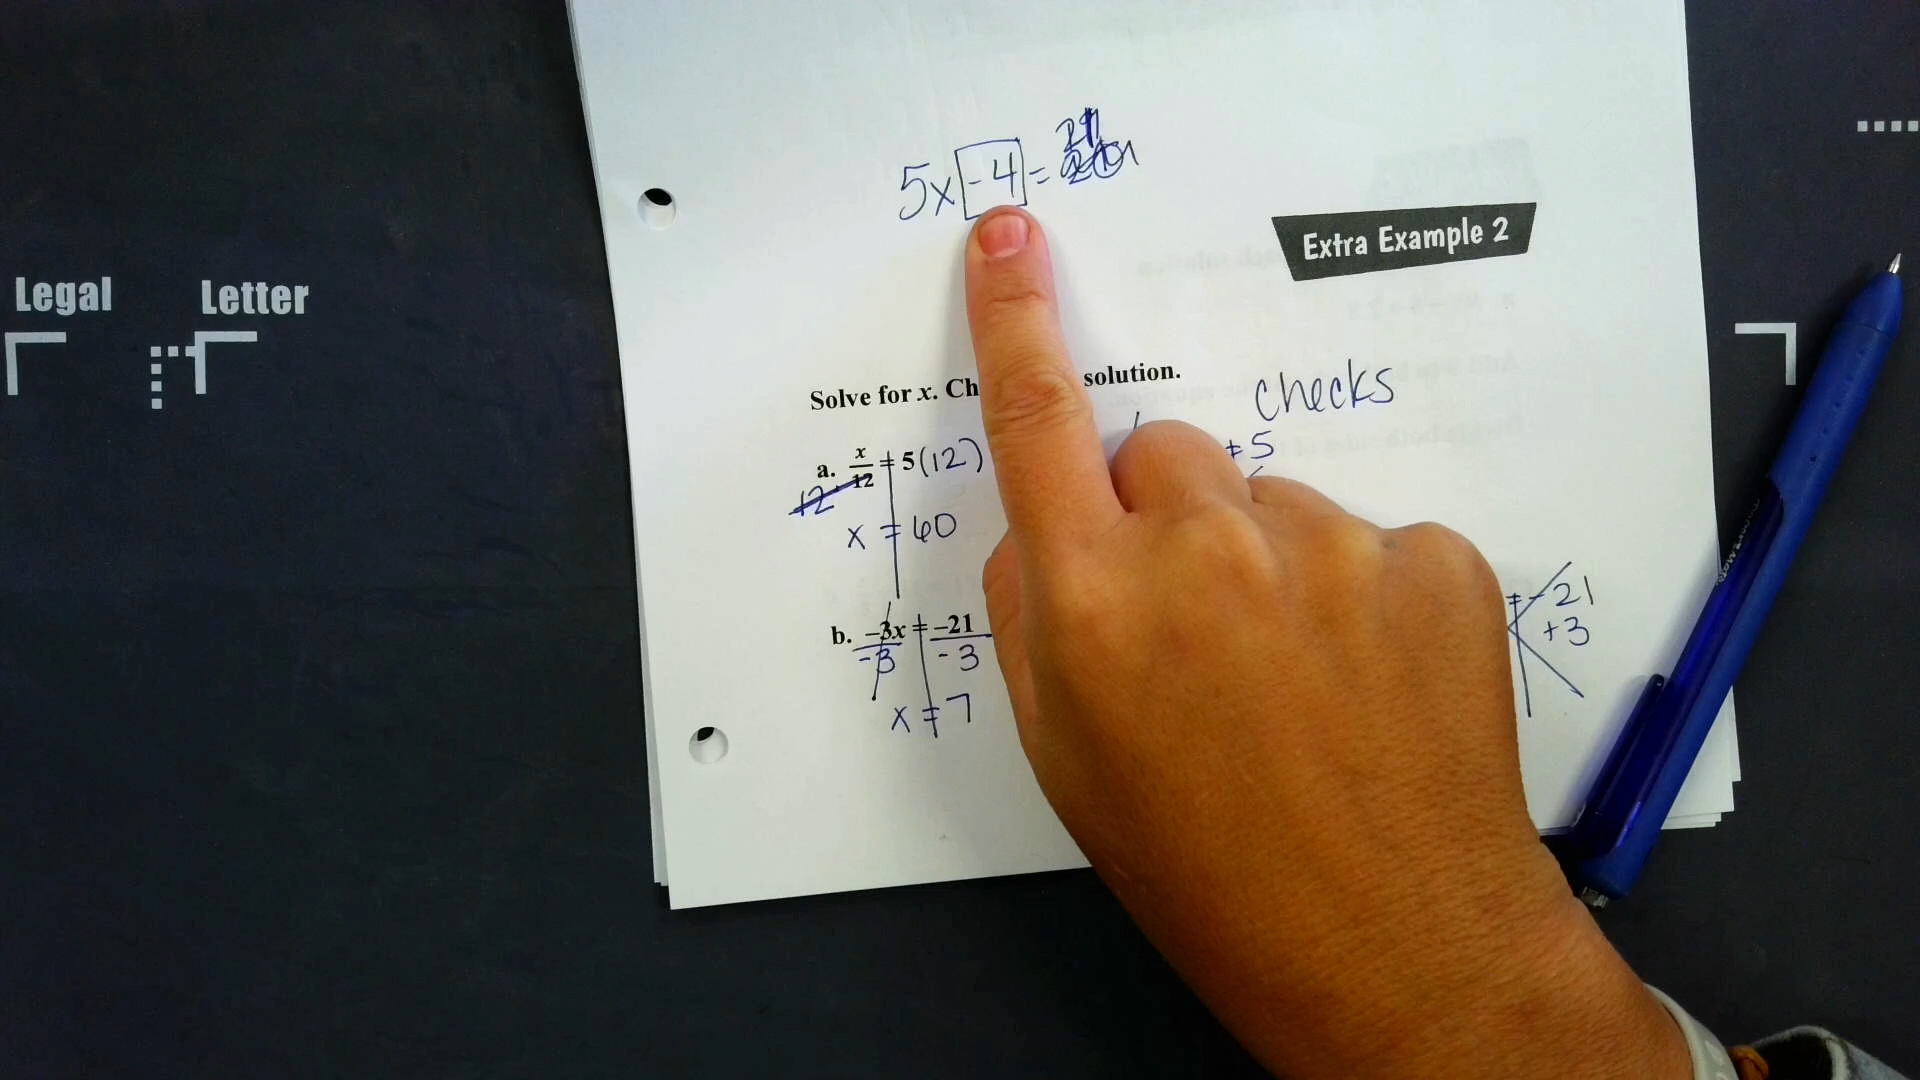 5x -4 = 21
Extra Example 2
Legal Letter
Solve for x. Ch solution. checks
a. x/12 = 5(12) = 5
12
x = 60
b. -3x = -21 = -21
-3 -3 +3
x = 7